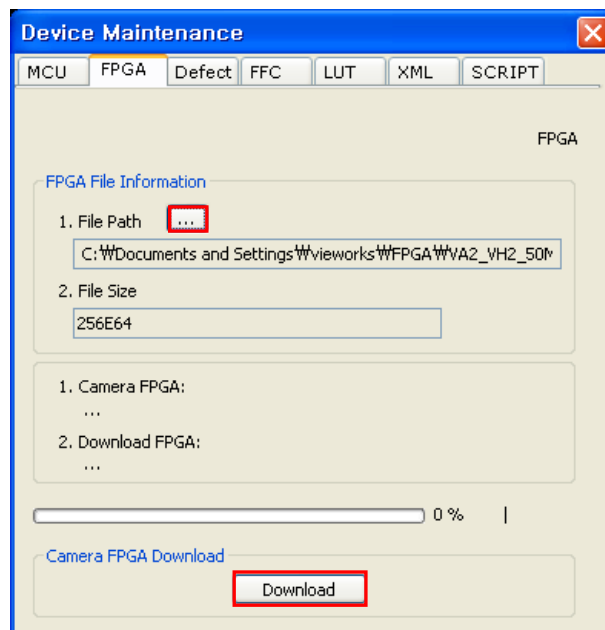 Device Maintenance
MCU FPGA Defect FFC LUT XML SCRIPT
FPGA
FPGA File Information
1. File Path ...
C:₩Documents and Settings₩vieworks₩FPGA₩VA2_VH2_50M
2. File Size
256E64
1. Camera FPGA:
...
2. Download FPGA:
...
0 %
Camera FPGA Download
Download